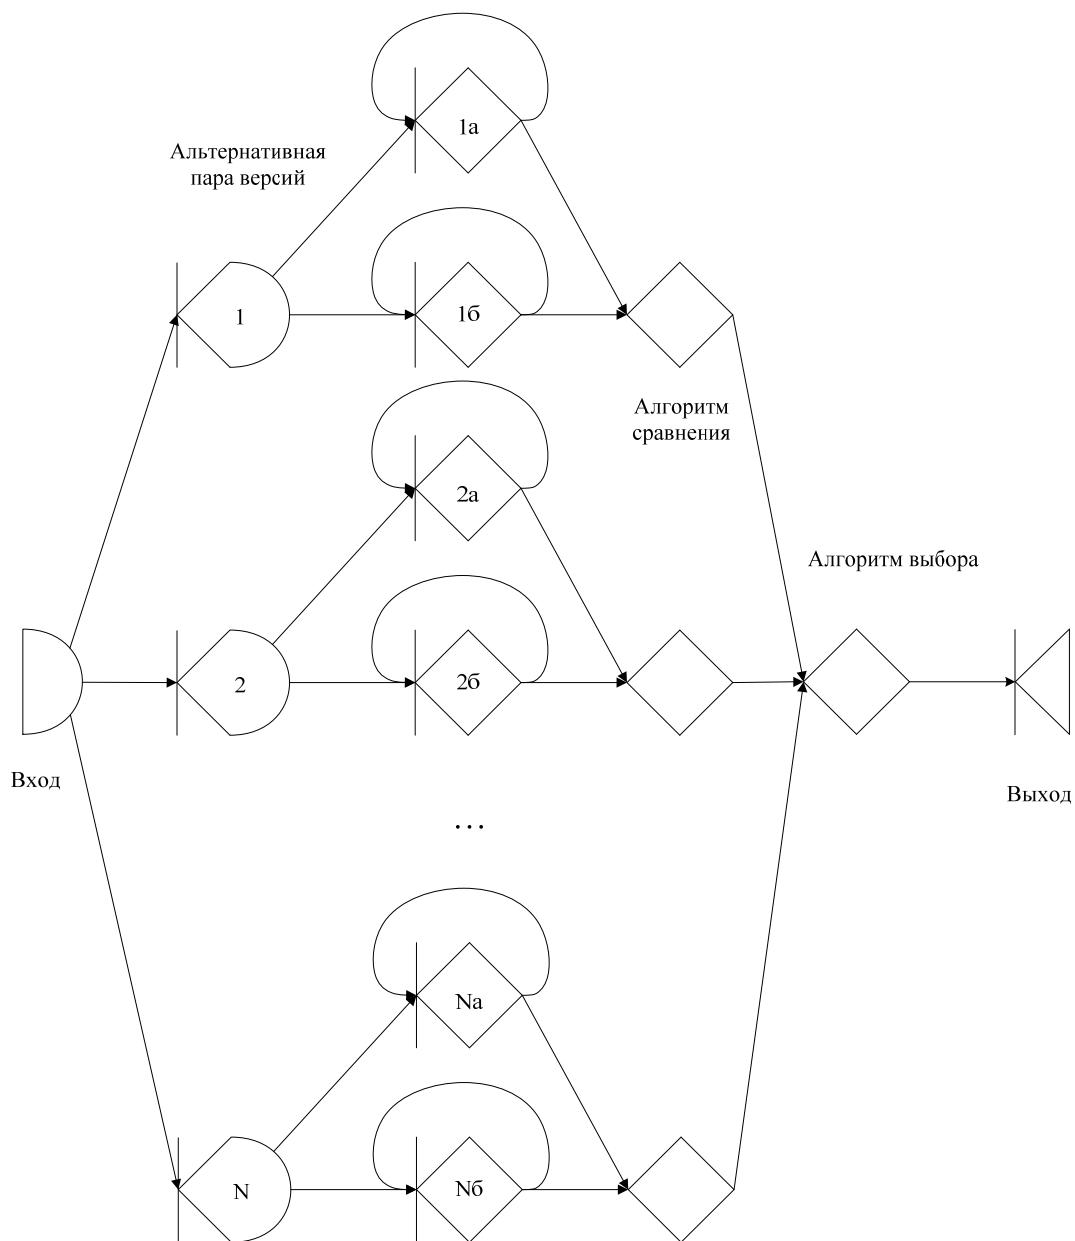 1а
Альтернативная
пара версий
1
1б
Алгоритм
сравнения
2а
Алгоритм выбора
2
2б
Вход
Выход
...
Nа
N
Nб